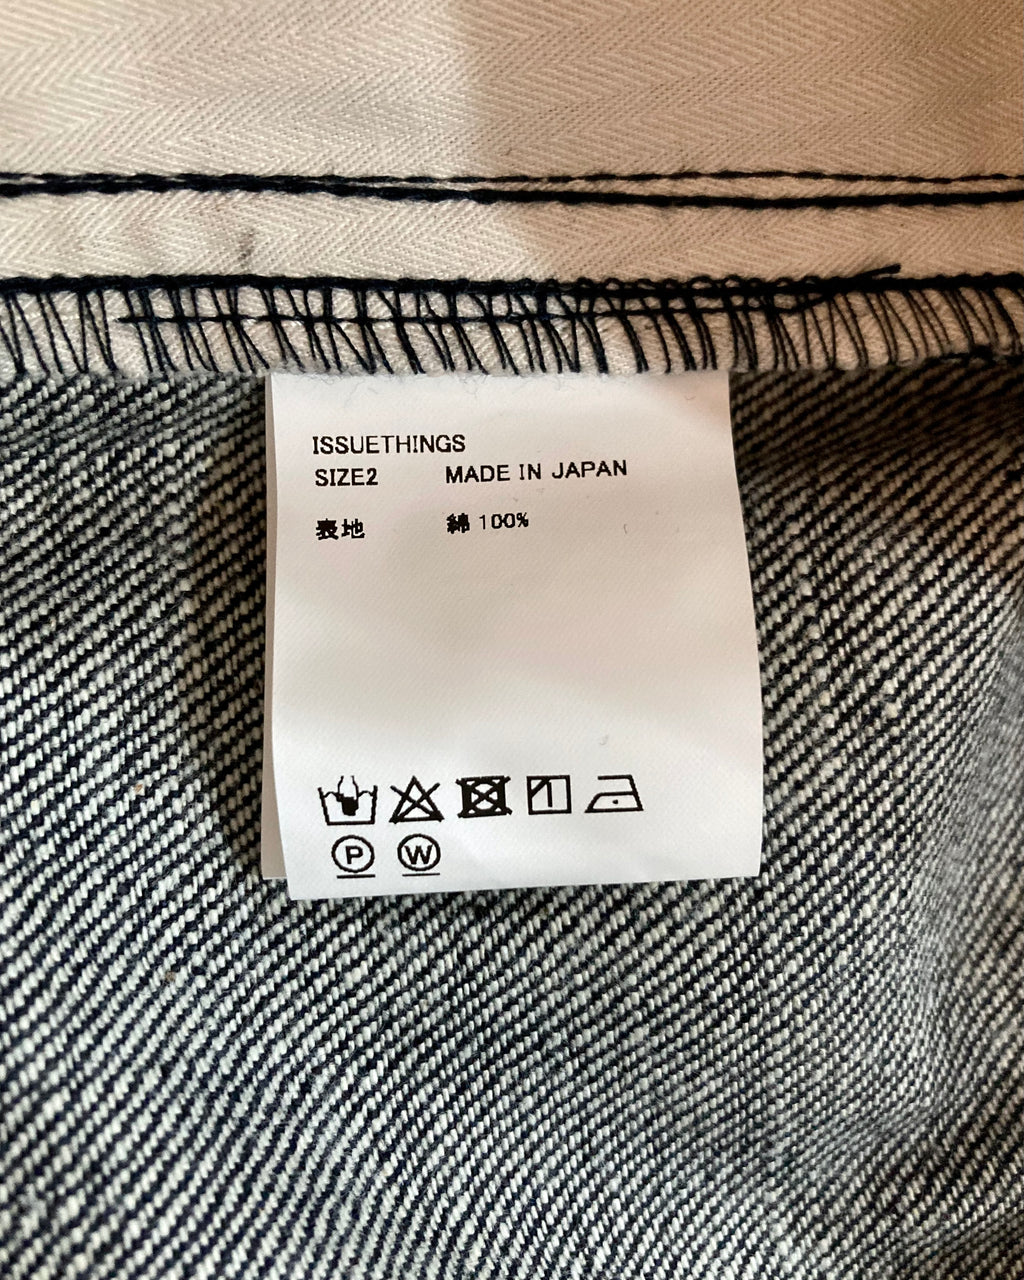 ISSUETHINGS
SIZE2 MADE IN JAPAN
表地 綿 100%
P W